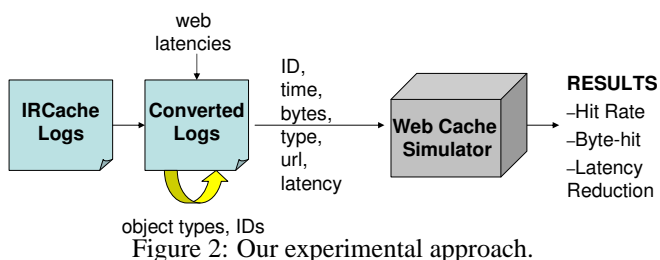 web
latencies
IRCache
Logs
Converted
Logs
object types, IDs
ID,
time,
bytes,
type,
url,
latency
Web Cache
Simulator
RESULTS
–Hit Rate
–Byte-hit
–Latency
Reduction
Figure 2: Our experimental approach.